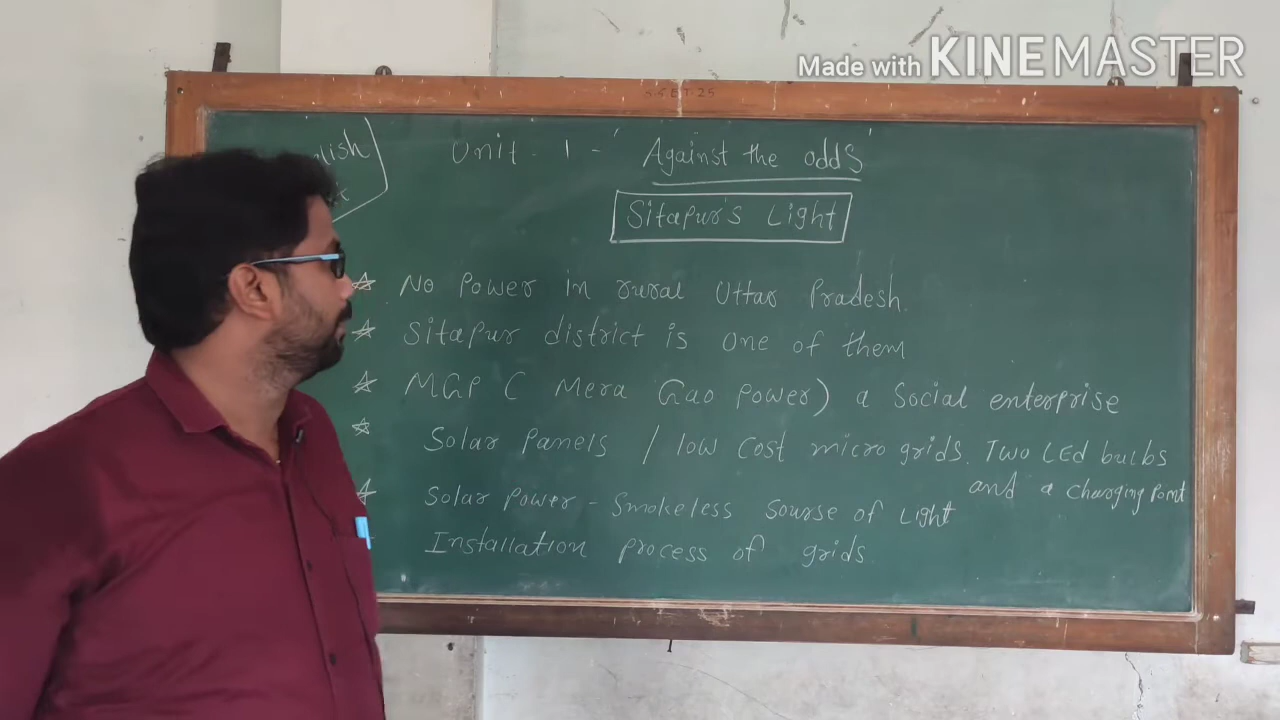 Made with KINEMASTER
Unit - 1 - 'Against the odds'
Sitapur's Light
☆ No Power in rural Uttar Pradesh.
☆ Sitapur district is one of them
☆ MGP ( Mera Gao Power) a Social enterprise
☆ Solar Panels / low cost micro grids. Two LED bulbs
and a charging Point
☆ Solar Power - Smokeless Sourse of Light
Installation Process of grids.